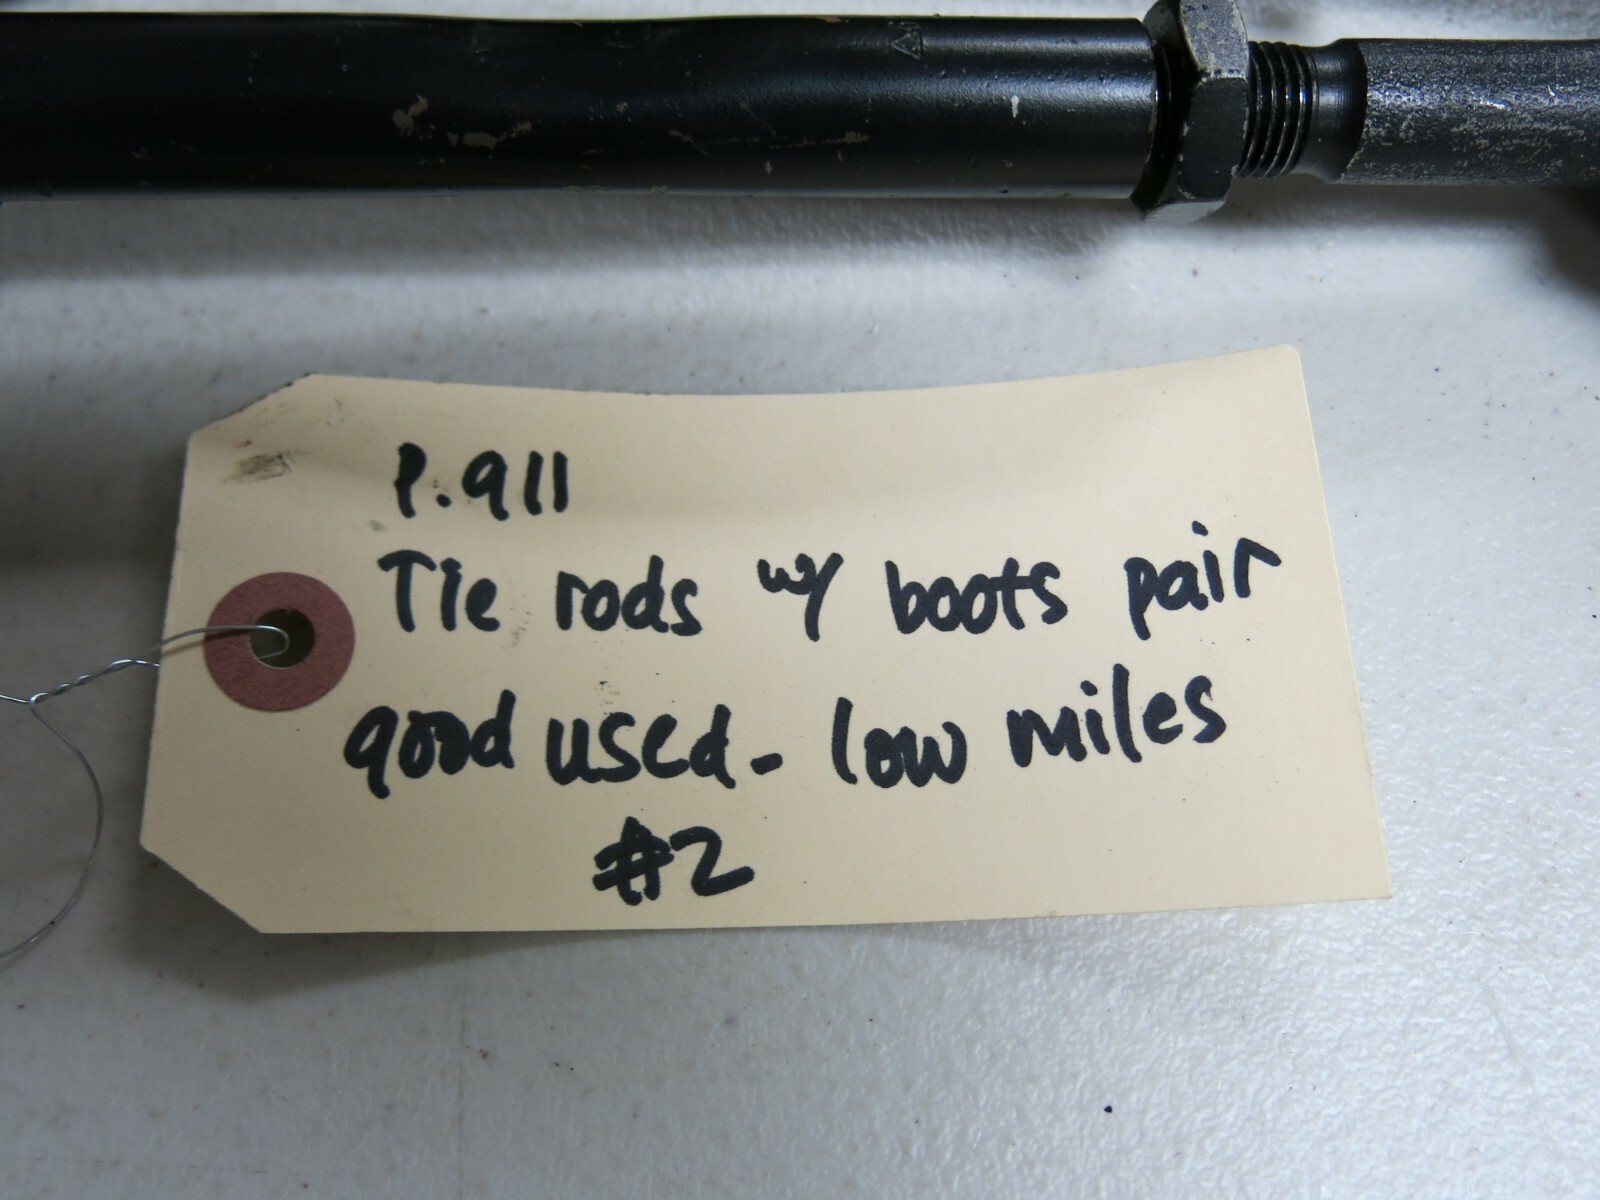 P.911
Tie rods w/ boots pair
good used - low miles
#2